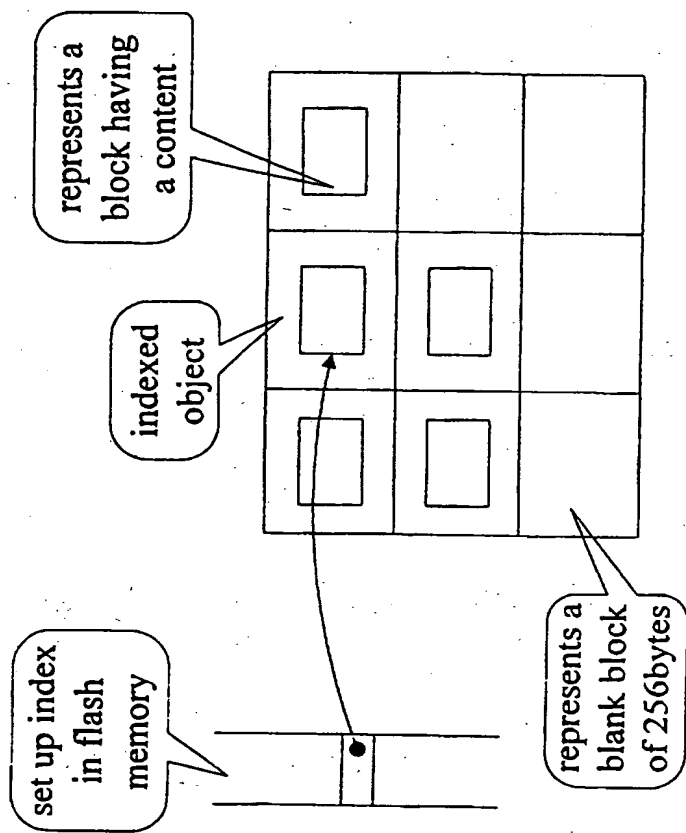 set up index
in flash
memory
indexed
object
represents a
block having
a content
represents a
blank block
of 256bytes